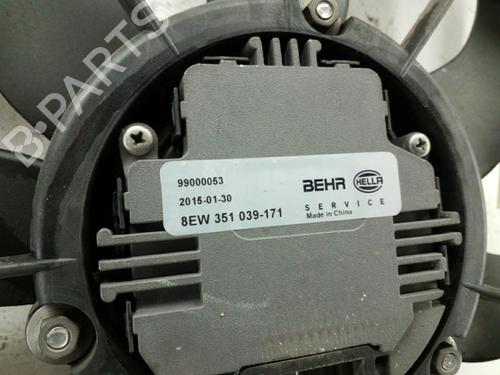 B-PARTS
99000053
2015-01-30
8EW 351 039-171
BEHR HELLA
SERVICE
Made in China